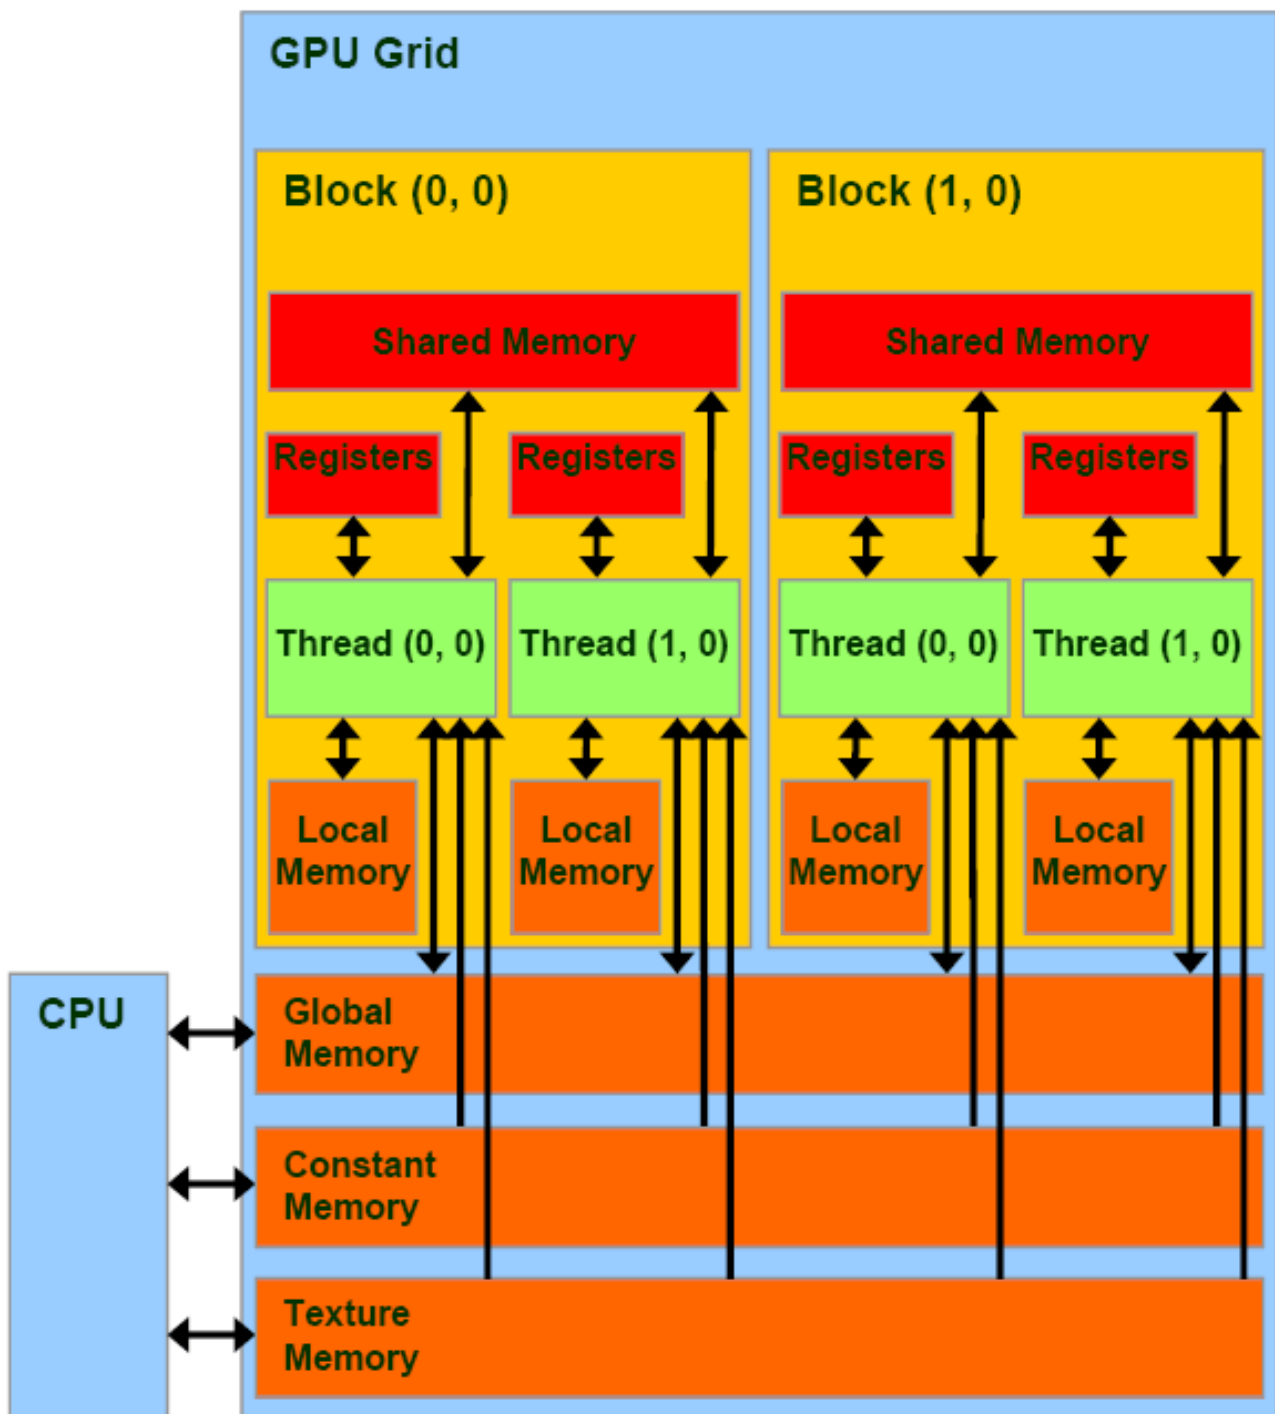 GPU Grid
Block (0, 0)
Block (1, 0)
Shared Memory
Shared Memory
Registers
Registers
Registers
Registers
Thread (0, 0)
Thread (1, 0)
Thread (0, 0)
Thread (1, 0)
Local
Memory
Local
Memory
Local
Memory
Local
Memory
CPU
Global
Memory
Constant
Memory
Texture
Memory